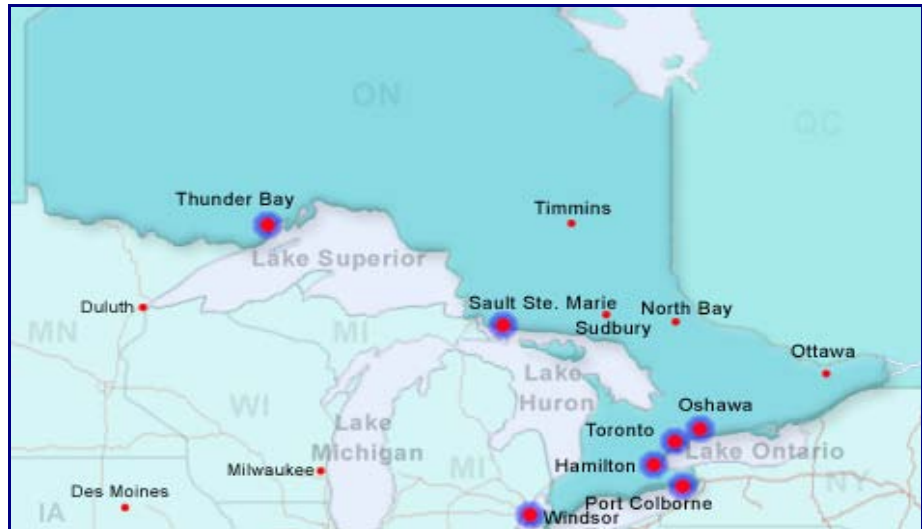 ON
QC
Thunder Bay
Timmins
Lake Superior
Duluth
Sault Ste. Marie
North Bay
Sudbury
MN
MI
Ottawa
Lake
Huron
WI
Oshawa
Lake
Michigan
Toronto
Lake Ontario
Milwaukee
MI
Hamilton
NY
Des Moines
Port Colborne
IA
Windsor